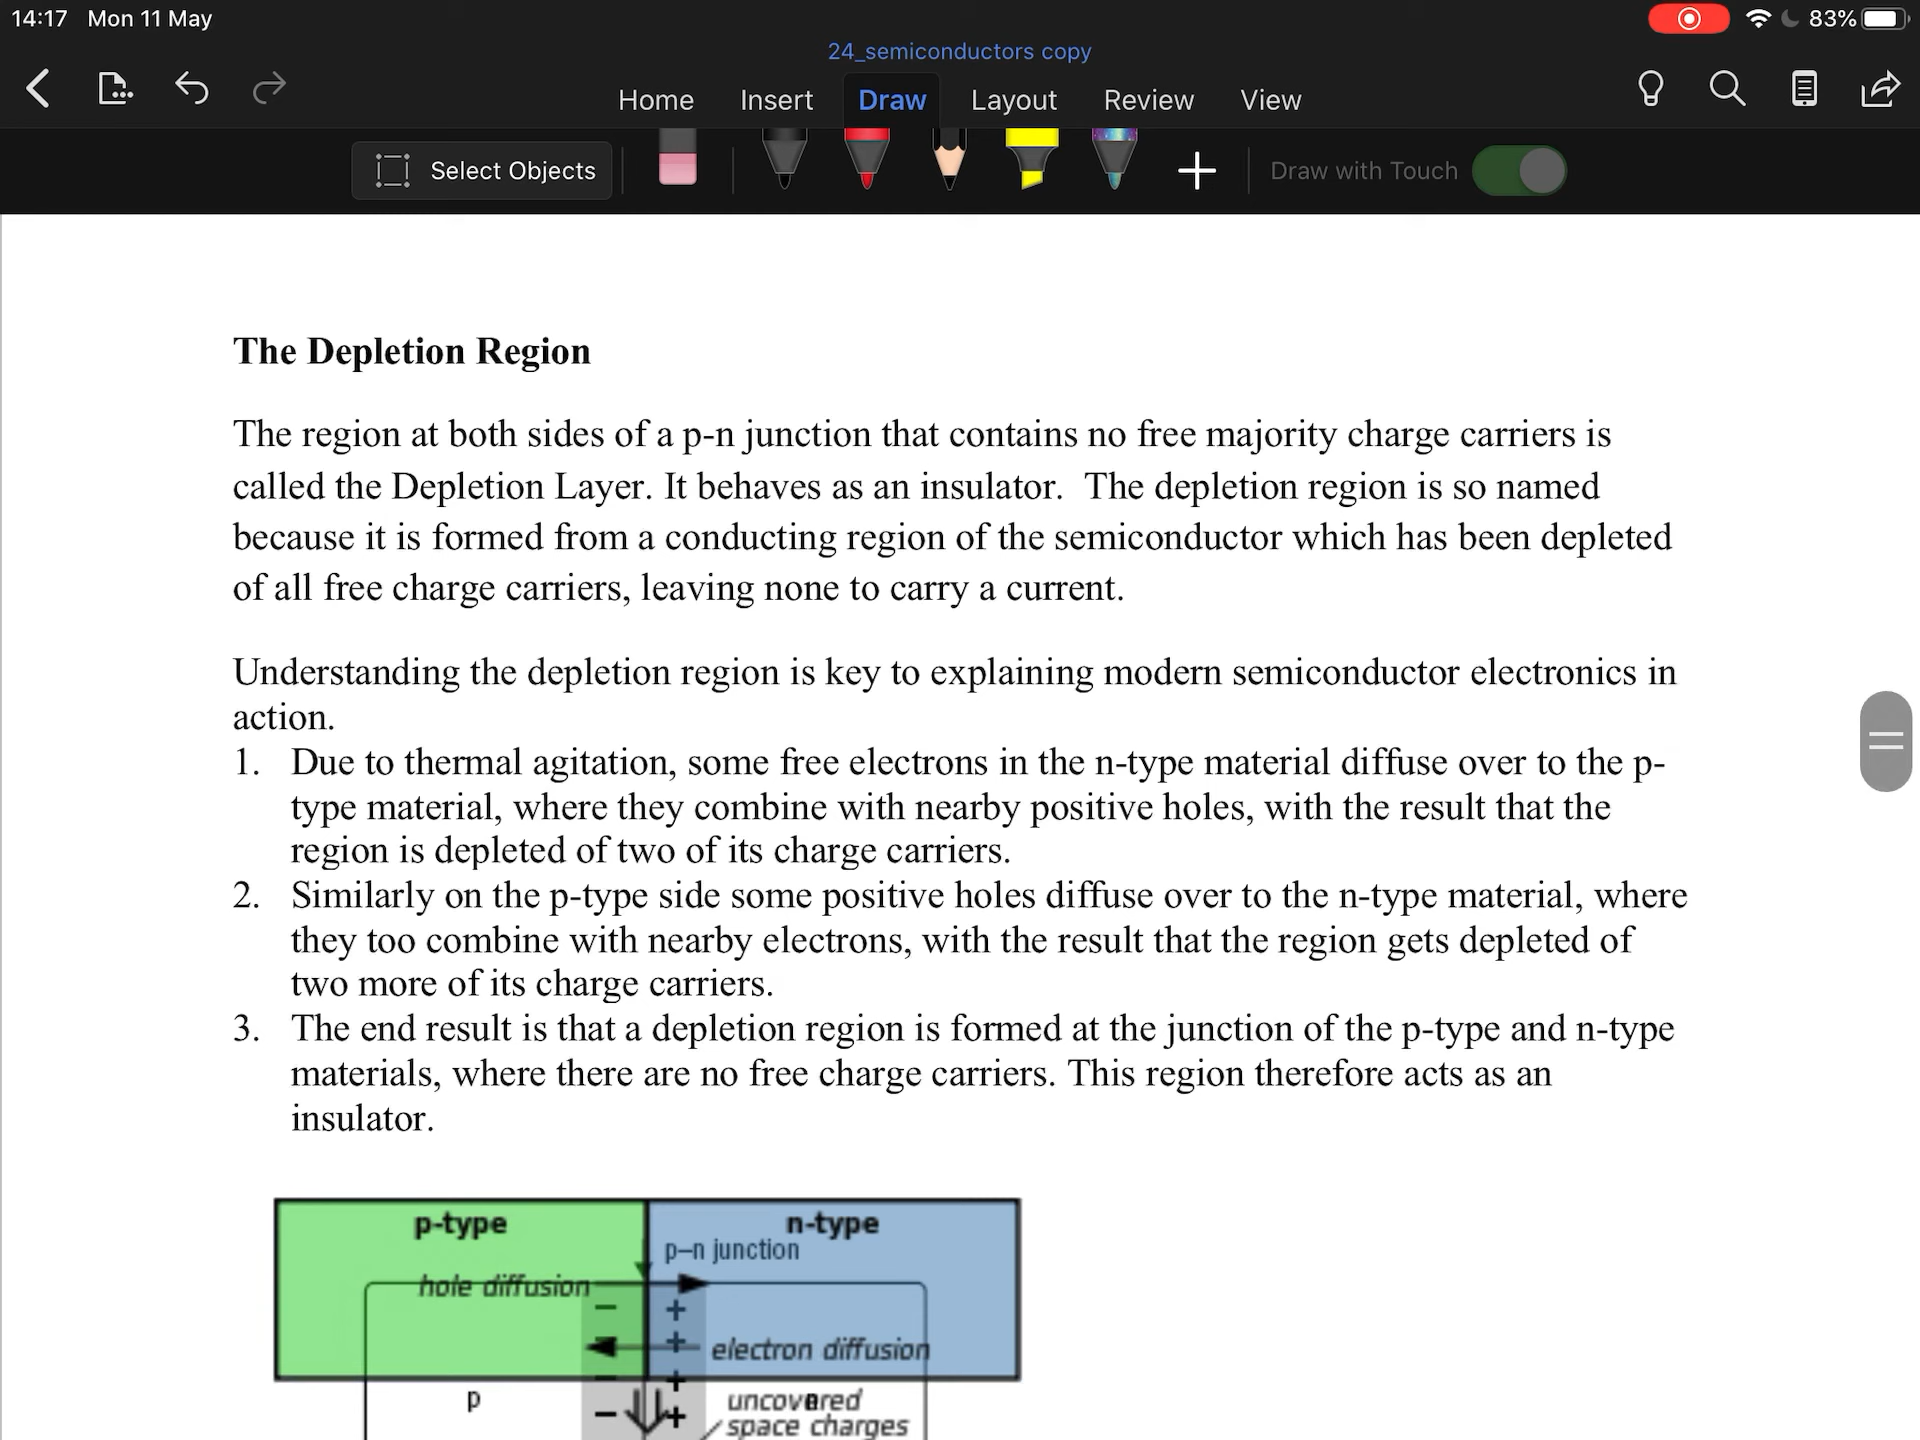 14:17 Mon 11 May
83%
24_semiconductors copy
Home Insert Draw Layout Review View
Select Objects
Draw with Touch
The Depletion Region
The region at both sides of a p-n junction that contains no free majority charge carriers is
called the Depletion Layer. It behaves as an insulator.  The depletion region is so named
because it is formed from a conducting region of the semiconductor which has been depleted
of all free charge carriers, leaving none to carry a current.
Understanding the depletion region is key to explaining modern semiconductor electronics in
action.
1. Due to thermal agitation, some free electrons in the n-type material diffuse over to the p-
type material, where they combine with nearby positive holes, with the result that the
region is depleted of two of its charge carriers.
2. Similarly on the p-type side some positive holes diffuse over to the n-type material, where
they too combine with nearby electrons, with the result that the region gets depleted of
two more of its charge carriers.
3. The end result is that a depletion region is formed at the junction of the p-type and n-type
materials, where there are no free charge carriers. This region therefore acts as an
insulator.
p-type n-type
p–n junction
hole diffusion
− +
+
electron diffusion
− +
p
uncovered
− +
space charges